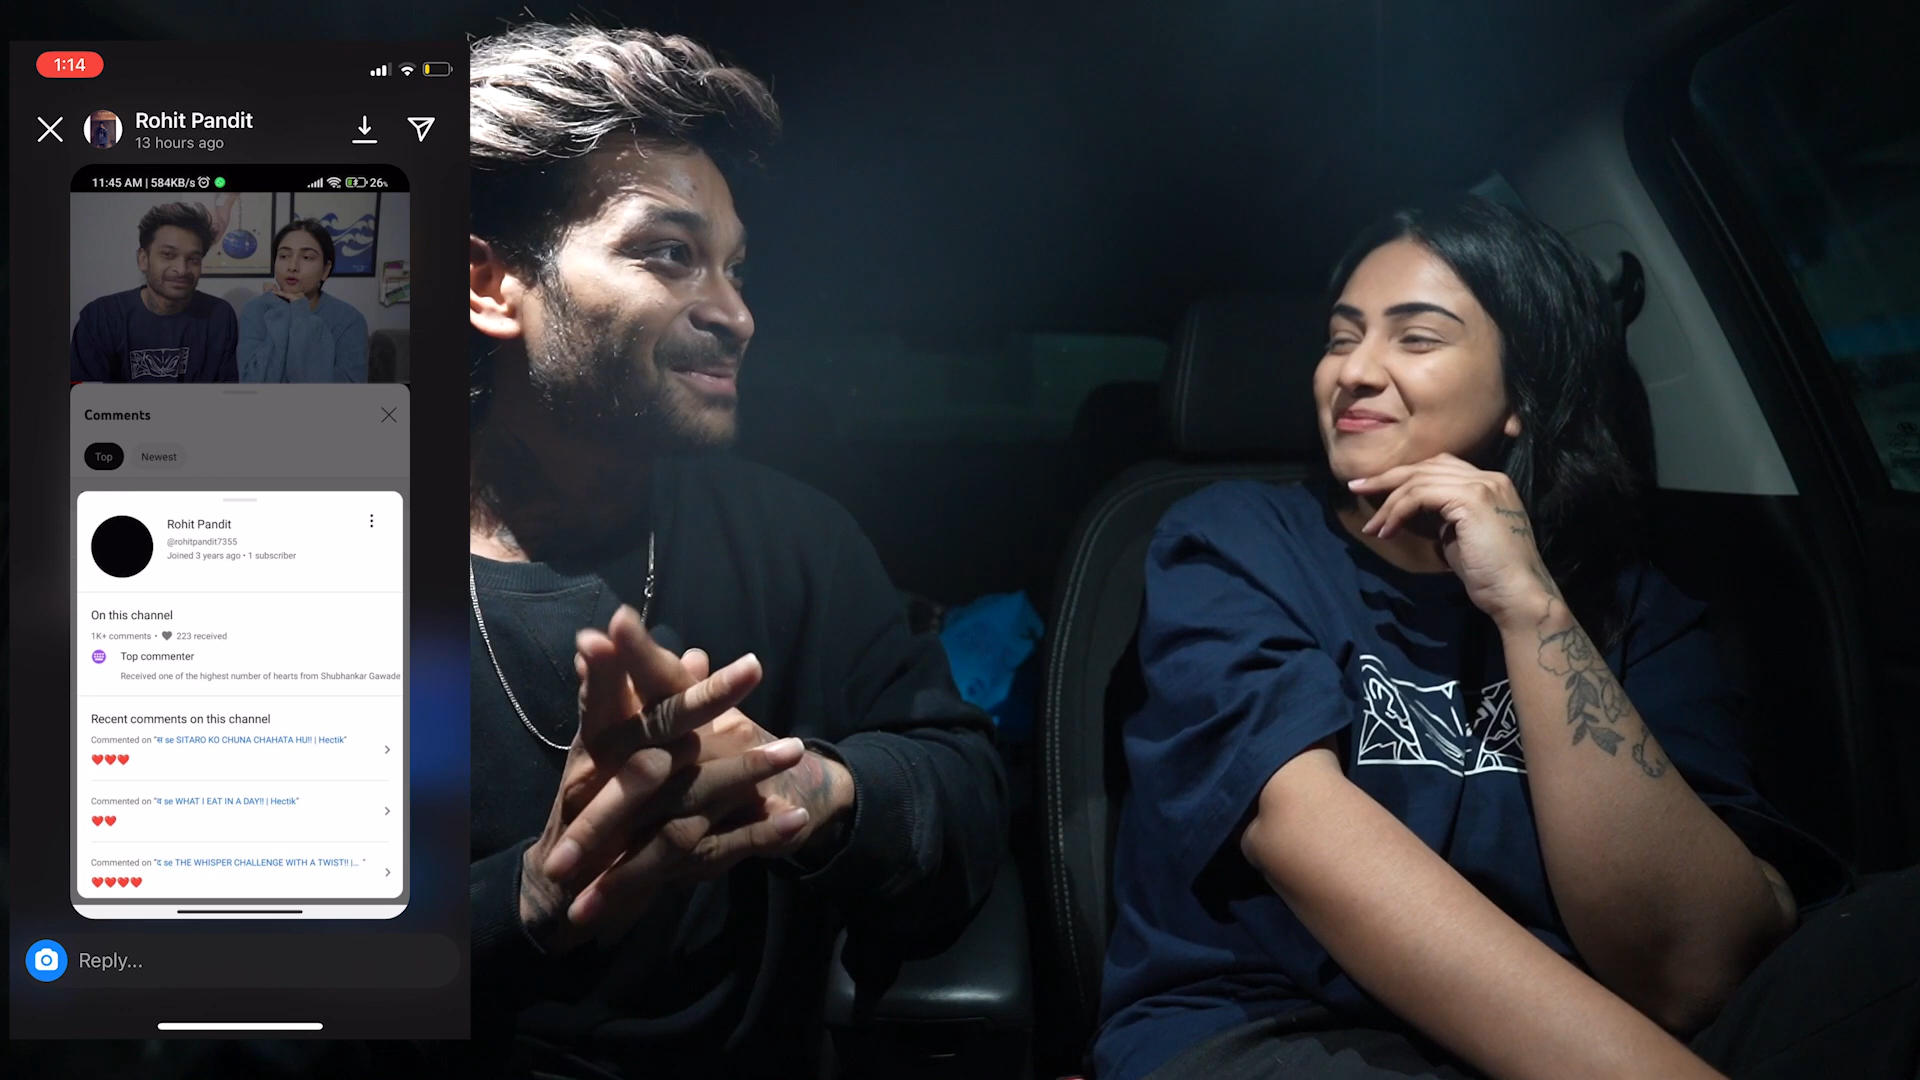 1:14
Rohit Pandit
13 hours ago
11:45 AM | 584KB/s
26%
Comments
Top
Newest
Rohit Pandit
@rohitpandit7355
Joined 3 years ago • 1 subscriber
On this channel
1K+ comments • 223 received
Top commenter
Received one of the highest number of hearts from Shubhankar Gawade
Recent comments on this channel
Commented on "स se SITARO KO CHUNA CHAHATA HU!! | Hectik"
❤️❤️❤️
Commented on "व se WHAT I EAT IN A DAY!! | Hectik"
❤️❤️
Commented on "ट se THE WHISPER CHALLENGE WITH A TWIST!! |... "
❤️❤️❤️❤️
Reply...